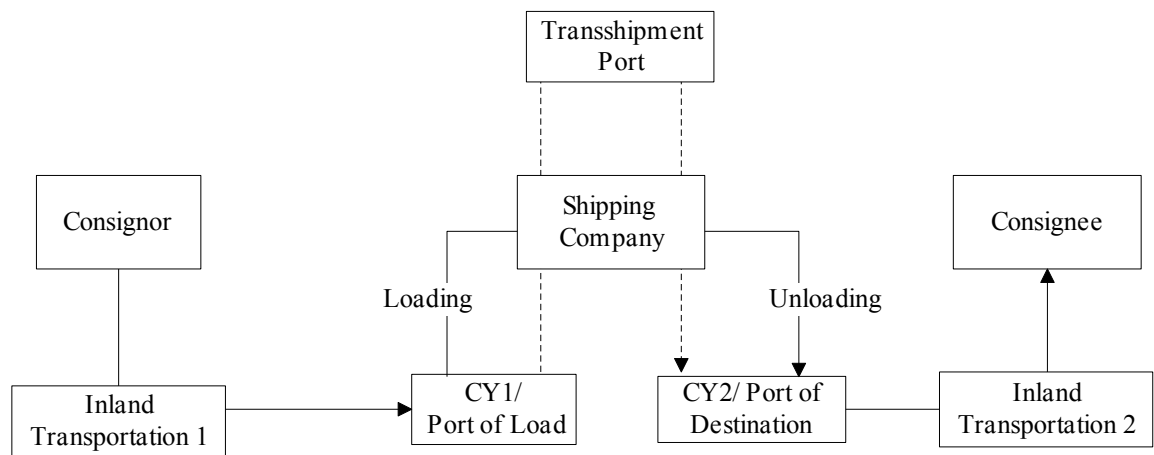 Transshipment
Port
Consignor
Shipping
Company
Consignee
Loading
Unloading
Inland
Transportation 1
CY1/
Port of Load
CY2/ Port of
Destination
Inland
Transportation 2